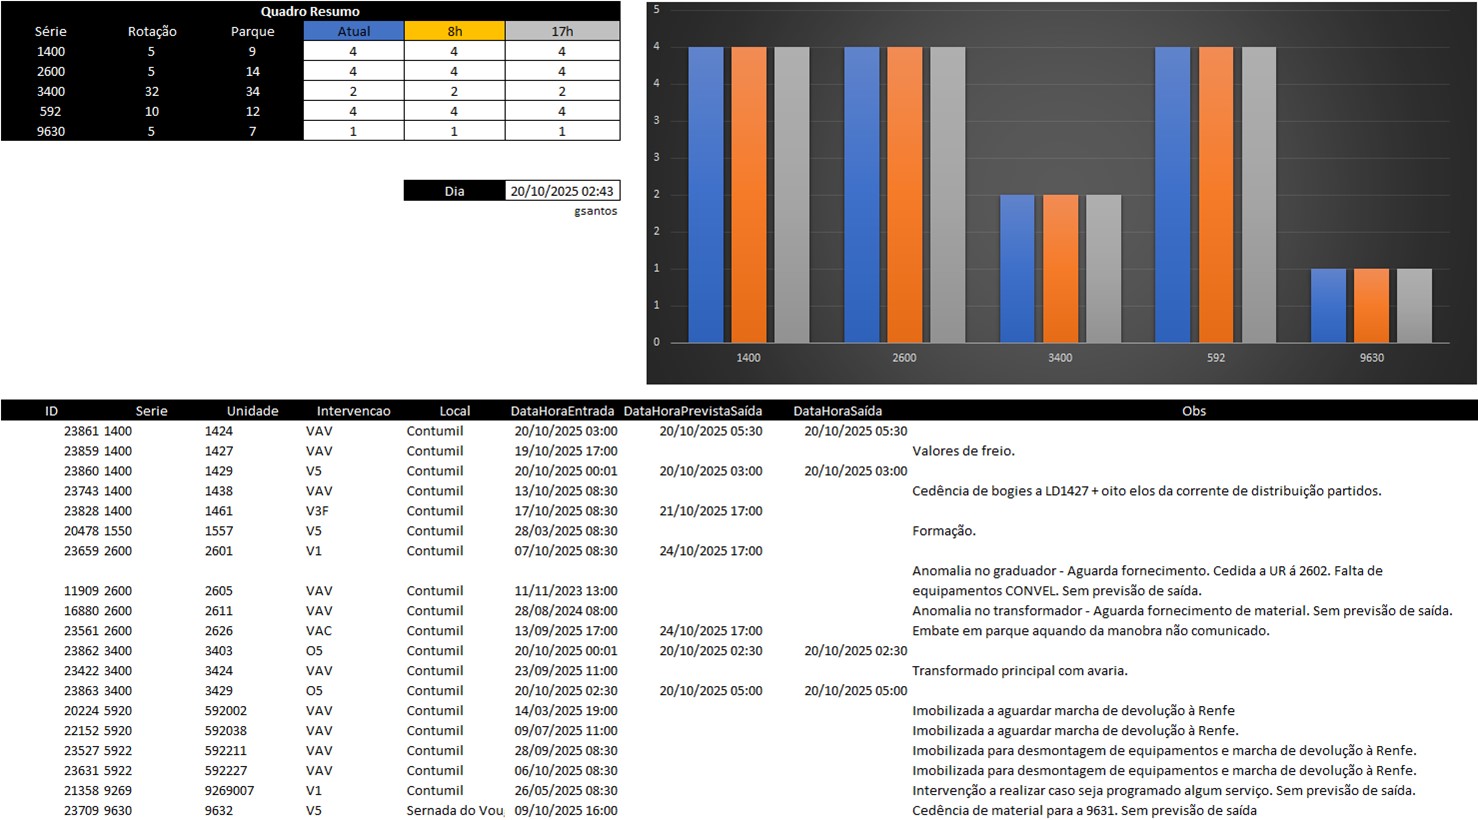 Quadro Resumo
Série Rotação Parque Atual 8h 17h
1400 5 9 4 4 4
2600 5 14 4 4 4
3400 32 34 2 2 2
592 10 12 4 4 4
9630 5 7 1 1 1
Dia 20/10/2025 02:43
gsantos
5
4
4
3
3
2
2
1
1
0
1400 2600 3400 592 9630
ID Serie Unidade Intervencao Local DataHoraEntrada DataHoraPrevistaSaída DataHoraSaída Obs
23861 1400 1424 VAV Contumil 20/10/2025 03:00 20/10/2025 05:30 20/10/2025 05:30
23859 1400 1427 VAV Contumil 19/10/2025 17:00 Valores de freio.
23860 1400 1429 V5 Contumil 20/10/2025 00:01 20/10/2025 03:00 20/10/2025 03:00
23743 1400 1438 VAV Contumil 13/10/2025 08:30 Cedência de bogies a LD1427 + oito elos da corrente de distribuição partidos.
23828 1400 1461 V3F Contumil 17/10/2025 08:30 21/10/2025 17:00
20478 1550 1557 V5 Contumil 28/03/2025 08:30 Formação.
23659 2600 2601 V1 Contumil 07/10/2025 08:30 24/10/2025 17:00
Anomalia no graduador - Aguarda fornecimento. Cedida a UR á 2602. Falta de
11909 2600 2605 VAV Contumil 11/11/2023 13:00 equipamentos CONVEL. Sem previsão de saída.
16880 2600 2611 VAV Contumil 28/08/2024 08:00 Anomalia no transformador - Aguarda fornecimento de material. Sem previsão de saída.
23561 2600 2626 VAC Contumil 13/09/2025 17:00 24/10/2025 17:00 Embate em parque aquando da manobra não comunicado.
23862 3400 3403 O5 Contumil 20/10/2025 00:01 20/10/2025 02:30 20/10/2025 02:30
23422 3400 3424 VAV Contumil 23/09/2025 11:00 Transformado principal com avaria.
23863 3400 3429 O5 Contumil 20/10/2025 02:30 20/10/2025 05:00 20/10/2025 05:00
20224 5920 592002 VAV Contumil 14/03/2025 19:00 Imobilizada a aguardar marcha de devolução à Renfe
22152 5920 592038 VAV Contumil 09/07/2025 11:00 Imobilizada a aguardar marcha de devolução à Renfe.
23527 5922 592211 VAV Contumil 28/09/2025 08:30 Imobilizada para desmontagem de equipamentos e marcha de devolução à Renfe.
23631 5922 592227 VAV Contumil 06/10/2025 08:30 Imobilizada para desmontagem de equipamentos e marcha de devolução à Renfe.
21358 9269 9269007 V1 Contumil 26/05/2025 08:30 Intervenção a realizar caso seja programado algum serviço. Sem previsão de saída.
23709 9630 9632 V5 Sernada do Vou 09/10/2025 16:00 Cedência de material para a 9631. Sem previsão de saída